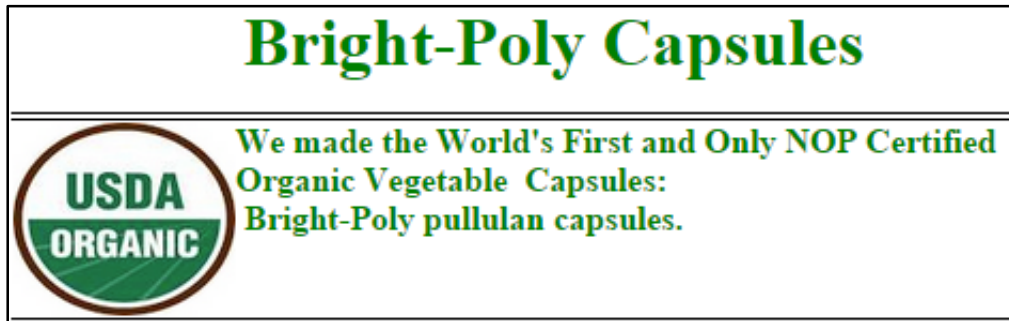 Bright-Poly Capsules
We made the World's First and Only NOP Certified
Organic Vegetable  Capsules:
Bright-Poly pullulan capsules.
USDA
ORGANIC